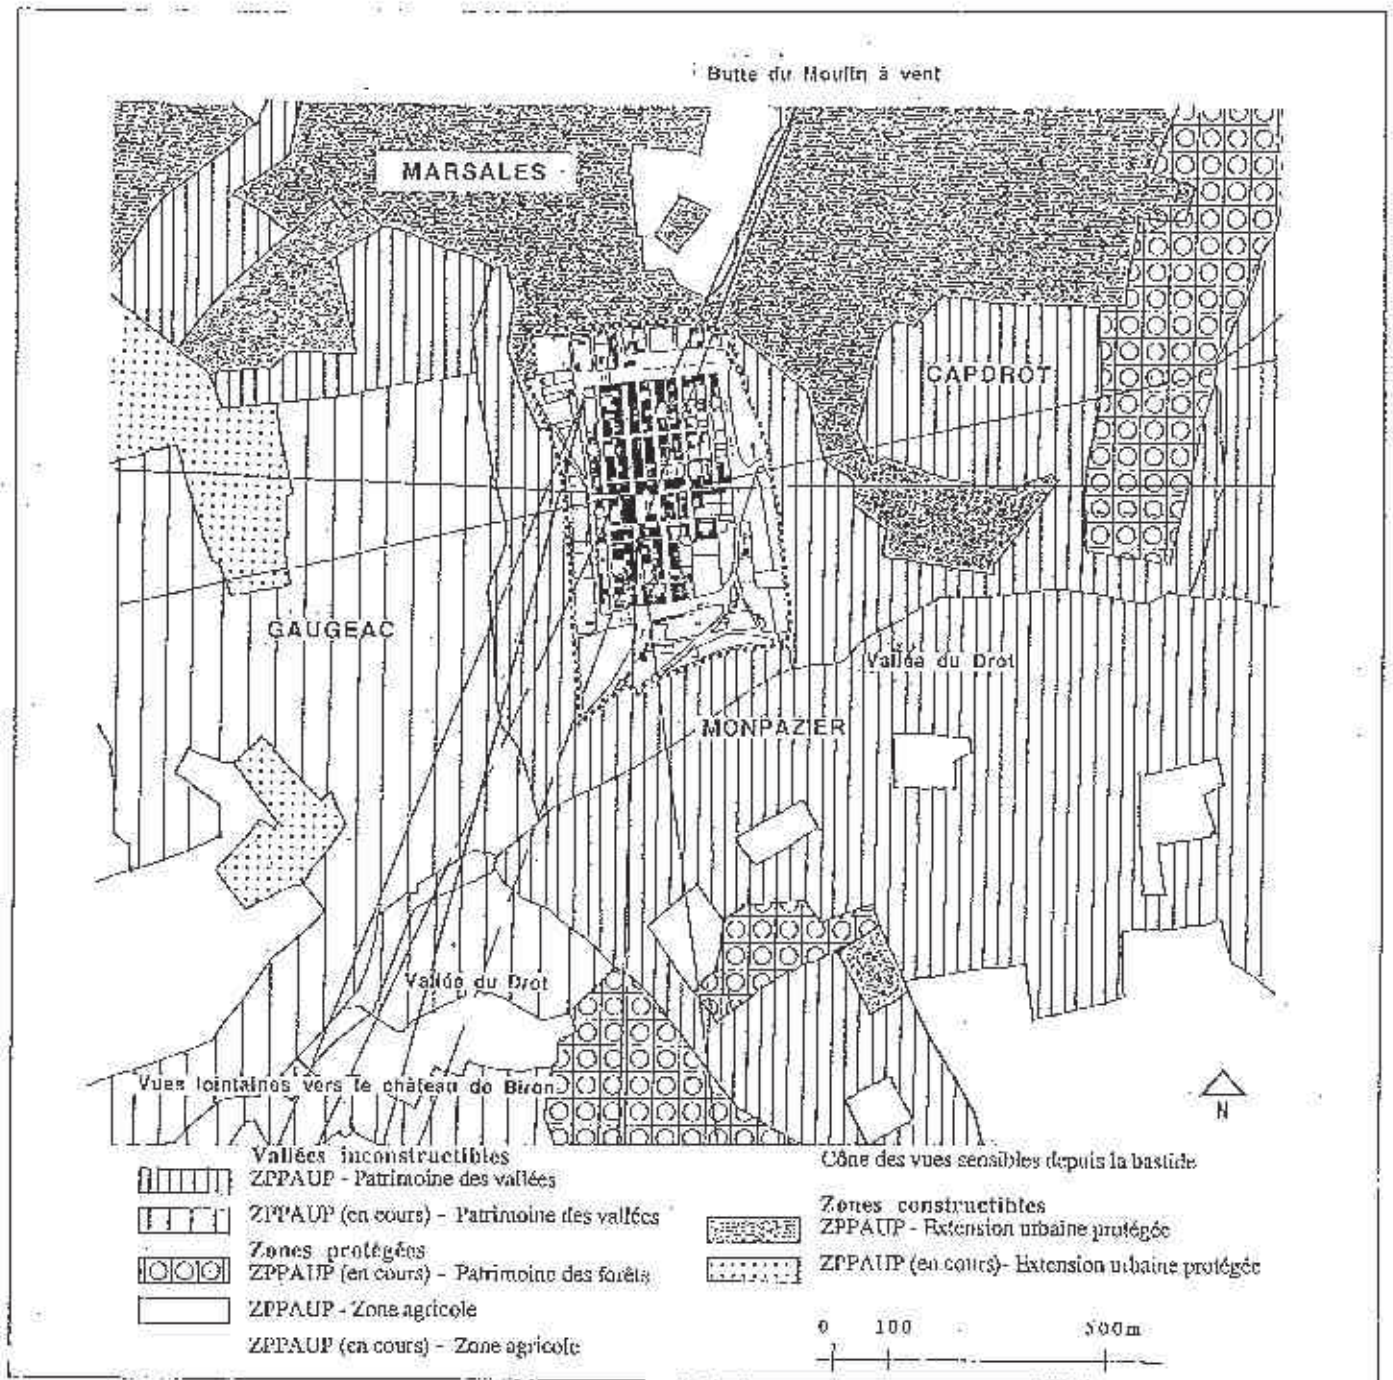 Butte du Moulin à vent
MARSALES
CAPDROT
GAUGEAC
Vallée du Drot
MONPAZIER
Vallée du Drot
Vues lointaines vers le château de Biron
N
Vallées inconstructibles
ZPPAUP - Patrimoine des vallées
ZPPAUP (en cours) - Patrimoine des vallées
Zones protégées
ZPPAUP (en cours) - Patrimoine des forêts
ZPPAUP - Zone agricole
ZPPAUP (en cours) - Zone agricole
Cône des vues sensibles depuis la bastide
Zones constructibles
ZPPAUP - Extension urbaine protégée
ZPPAUP (en cours)- Extension urbaine protégée
0 100 500m